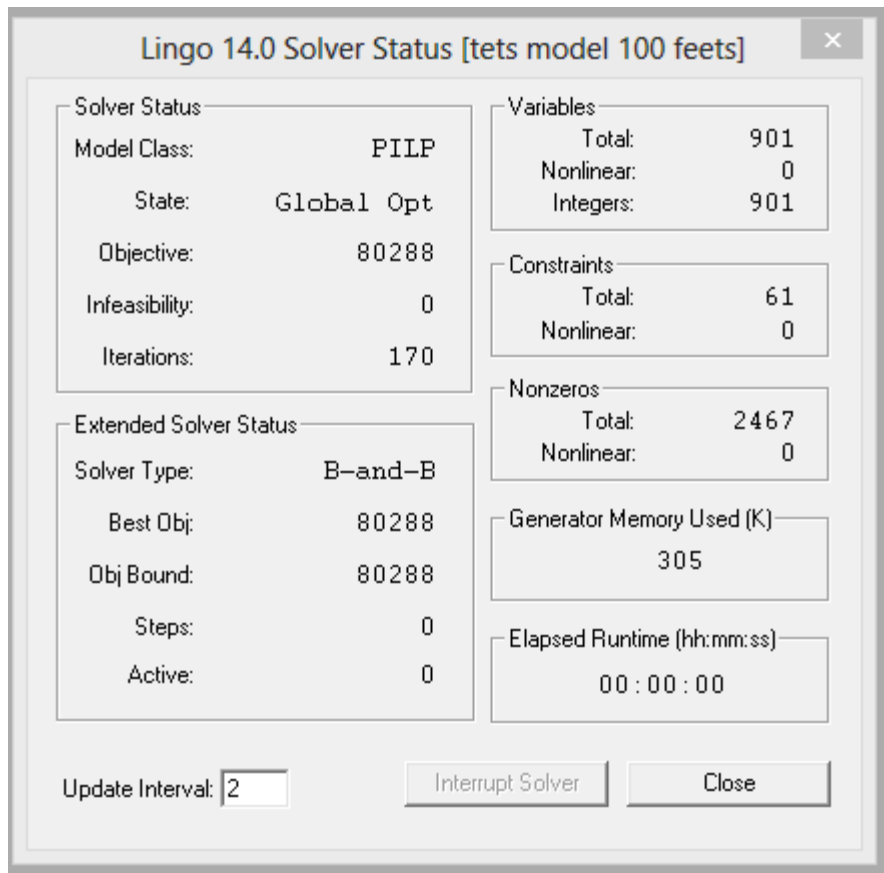 Lingo 14.0 Solver Status [tets model 100 feets]
Solver Status
Model Class: PILP
State: Global Opt
Objective: 80288
Infeasibility: 0
Iterations: 170
Extended Solver Status
Solver Type: B-and-B
Best Obj: 80288
Obj Bound: 80288
Steps: 0
Active: 0
Variables
Total: 901
Nonlinear: 0
Integers: 901
Constraints
Total: 61
Nonlinear: 0
Nonzeros
Total: 2467
Nonlinear: 0
Generator Memory Used (K)
305
Elapsed Runtime (hh:mm:ss)
00:00:00
Update Interval: 2
Interrupt Solver
Close